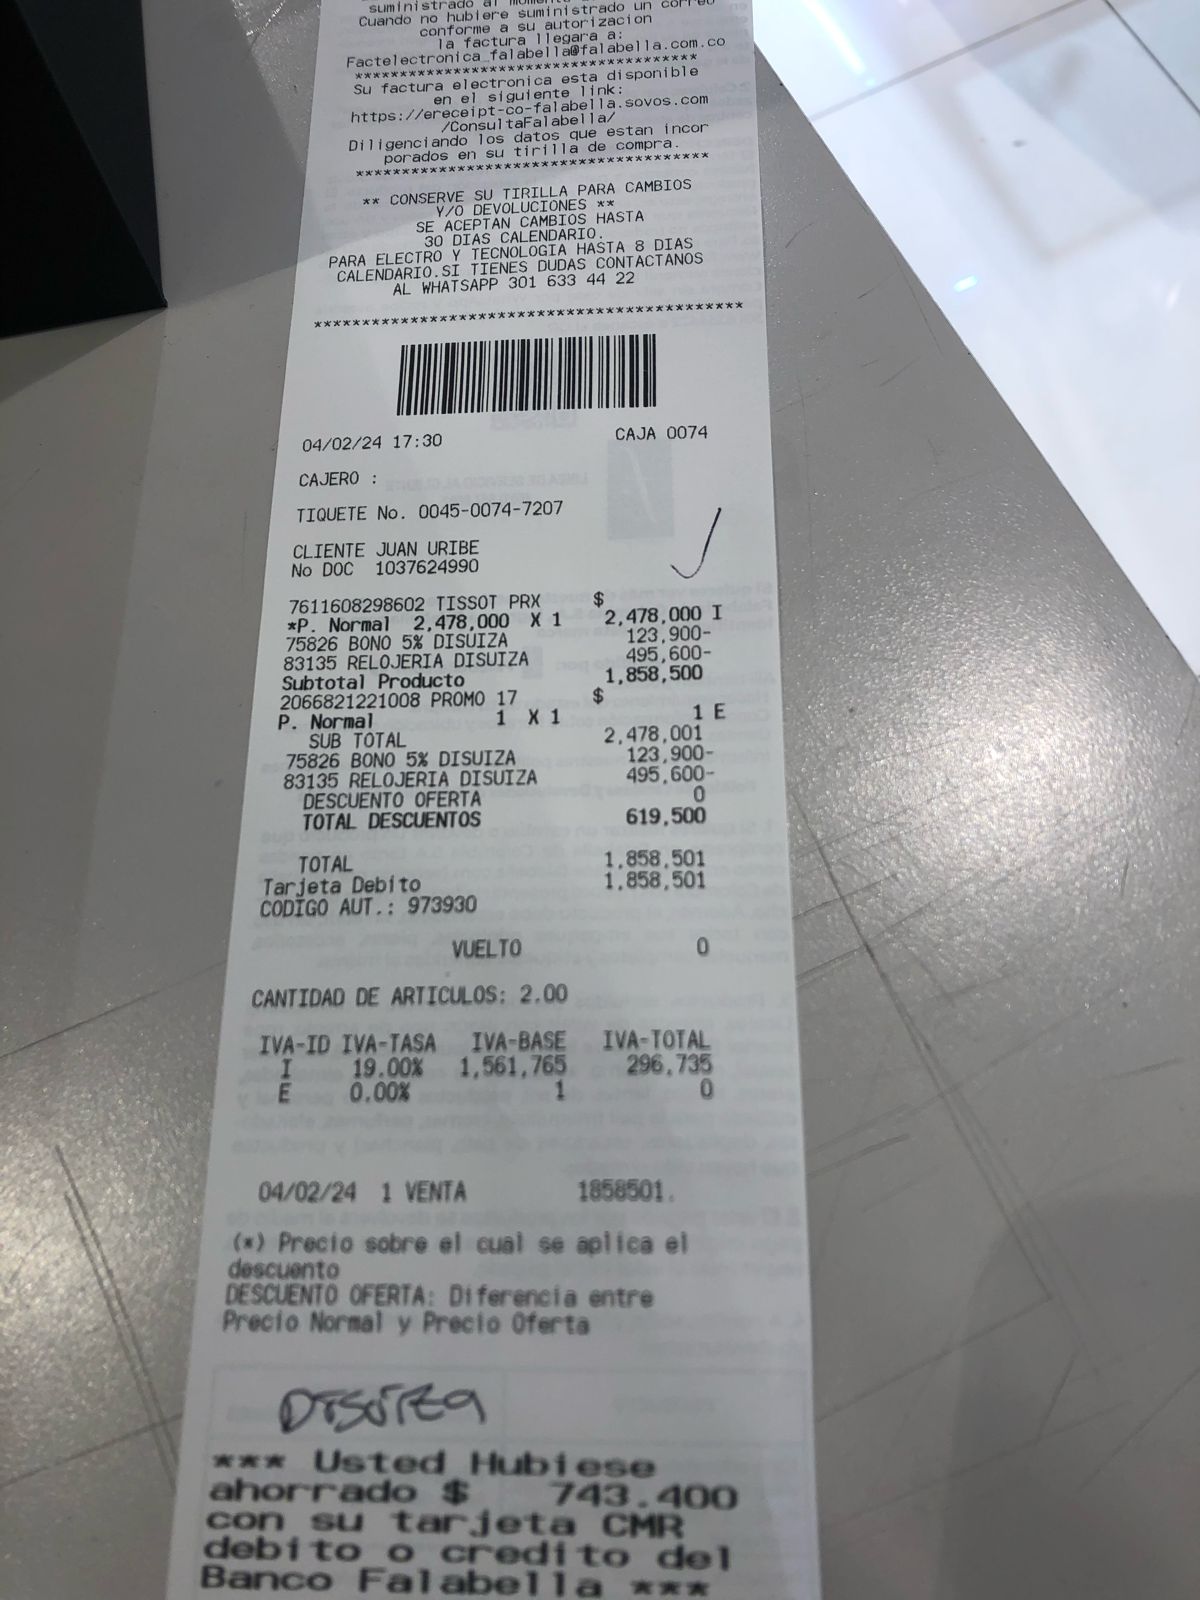 suministrado al momento
Cuando no hubiere suministrado un correo
conforme a su autorizacion
la factura llegara a:
Factelectronica_falabella@falabella.com.co
*************************************
Su factura electronica esta disponible
en el siguiente link:
https://ereceipt-co-falabella.sovos.com
/ConsultaFalabella/
Diligenciando los datos que estan incor
porados en su tirilla de compra.
*************************************
** CONSERVE SU TIRILLA PARA CAMBIOS
Y/O DEVOLUCIONES **
SE ACEPTAN CAMBIOS HASTA
30 DIAS CALENDARIO.
PARA ELECTRO Y TECNOLOGIA HASTA 8 DIAS
CALENDARIO.SI TIENES DUDAS CONTACTANOS
AL WHATSAPP 301 633 44 22
*********************************************
04/02/24 17:30 CAJA 0074
CAJERO :
TIQUETE No. 0045-0074-7207
CLIENTE JUAN URIBE
No DOC 1037624990
7611608298602 TISSOT PRX $
*P. Normal 2,478,000 X 1 2,478,000 I
75826 BONO 5% DISUIZA 123,900-
83135 RELOJERIA DISUIZA 495,600-
Subtotal Producto 1,858,500
2066821221008 PROMO 17 $
P. Normal 1 X 1 1 E
SUB TOTAL 2,478,001
75826 BONO 5% DISUIZA 123,900-
83135 RELOJERIA DISUIZA 495,600-
DESCUENTO OFERTA 0
TOTAL DESCUENTOS 619,500
TOTAL 1,858,501
Tarjeta Debito 1,858,501
CODIGO AUT.: 973930
VUELTO 0
CANTIDAD DE ARTICULOS: 2.00
IVA-ID IVA-TASA IVA-BASE IVA-TOTAL
I 19.00% 1,561,765 296,735
E 0.00% 1 0
04/02/24 1 VENTA 1858501.
(*) Precio sobre el cual se aplica el
descuento
DESCUENTO OFERTA: Diferencia entre
Precio Normal y Precio Oferta
DISUIZA
*** Usted Hubiese
ahorrado $ 743.400
con su tarjeta CMR
debito o credito del
Banco Falabella ***